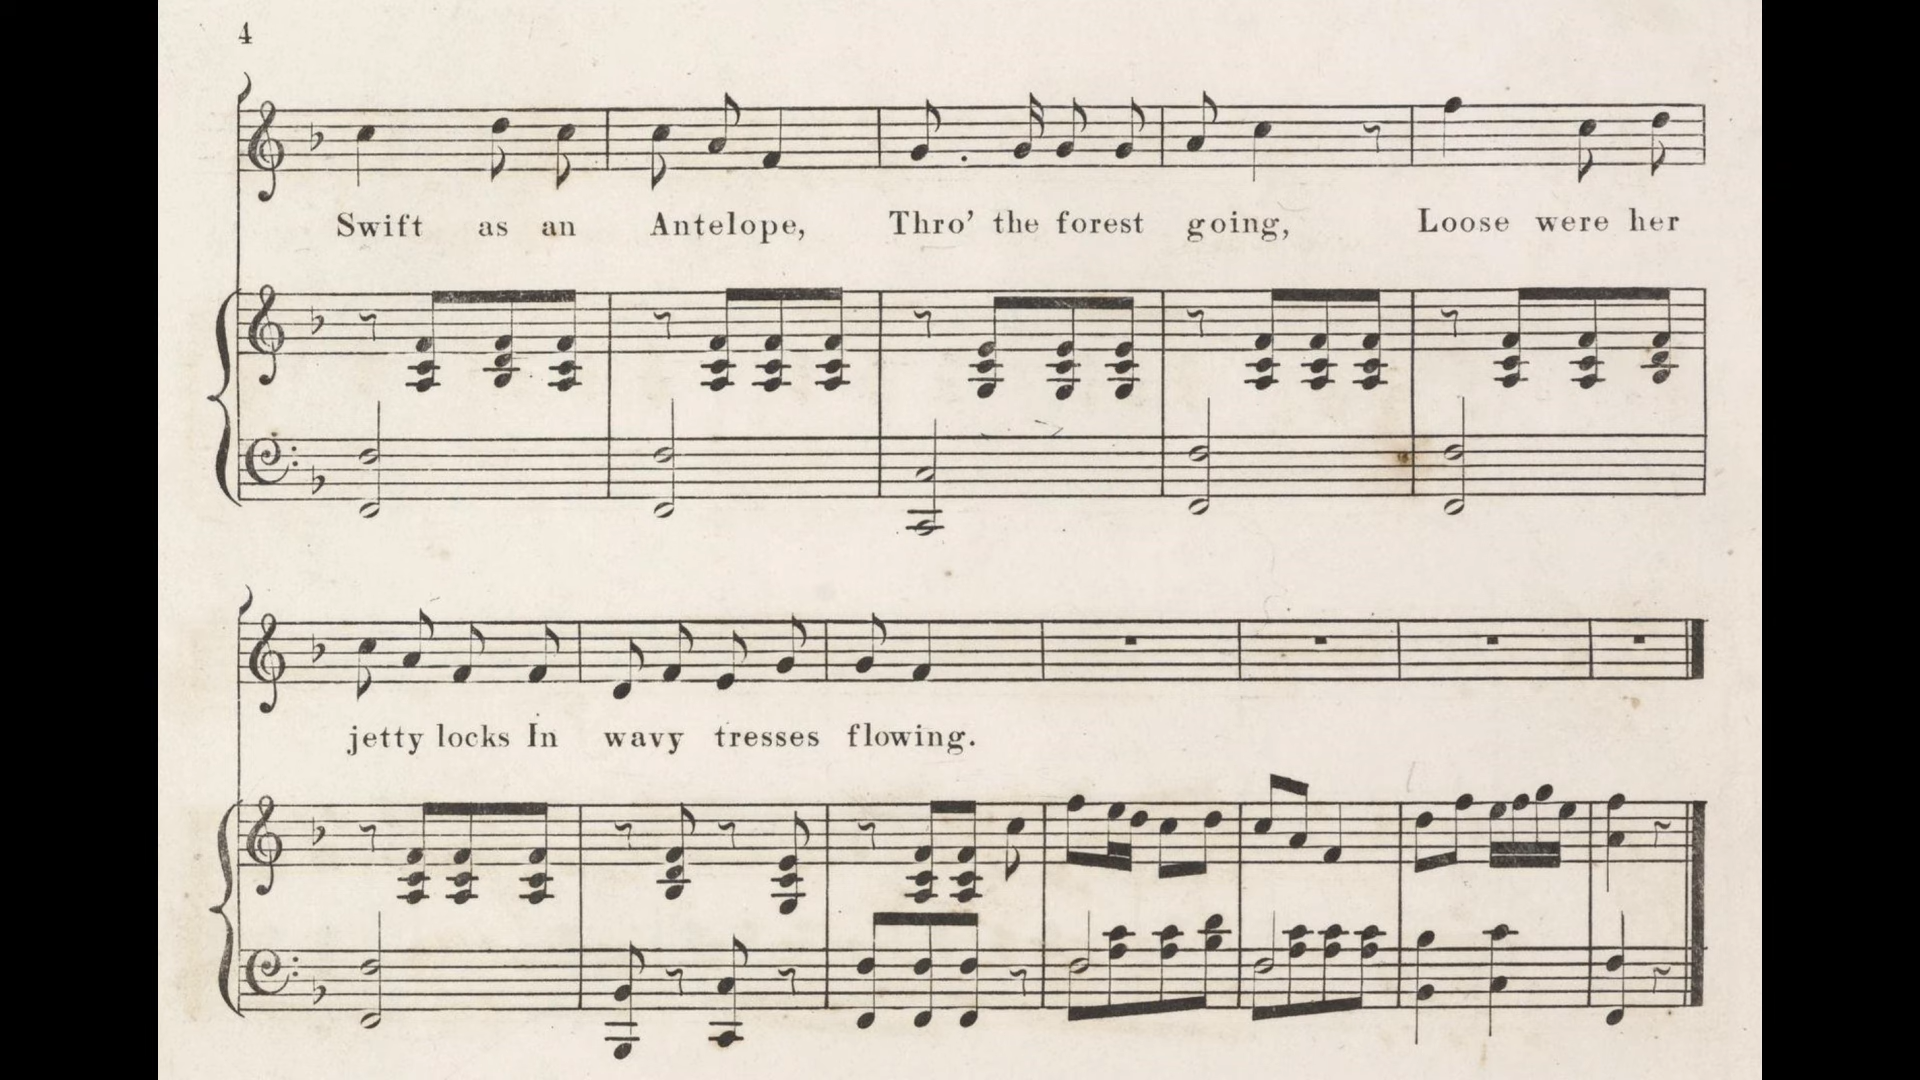 4
Swift as an Antelope, Thro' the forest going, Loose were her
jetty locks In wavy tresses flowing.